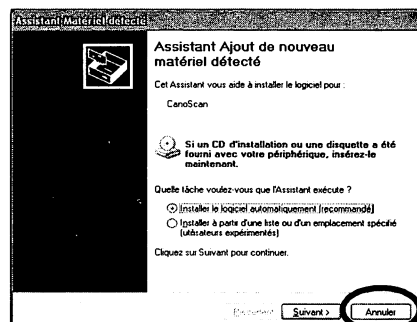 Assistant Matériel détecté
Assistant Ajout de nouveau
matériel détecté
Cet Assistant vous aide à installer le logiciel pour :
CanoScan
Si un CD d'installation ou une disquette a été
fourni avec votre périphérique, insérez-le
maintenant.
Quelle tâche voulez-vous que l'Assistant exécute ?
Installer le logiciel automatiquement (recommandé)
Installer à partir d'une liste ou d'un emplacement spécifié
(utilisateurs expérimentés)
Cliquez sur Suivant pour continuer.
< Précédent Suivant > Annuler